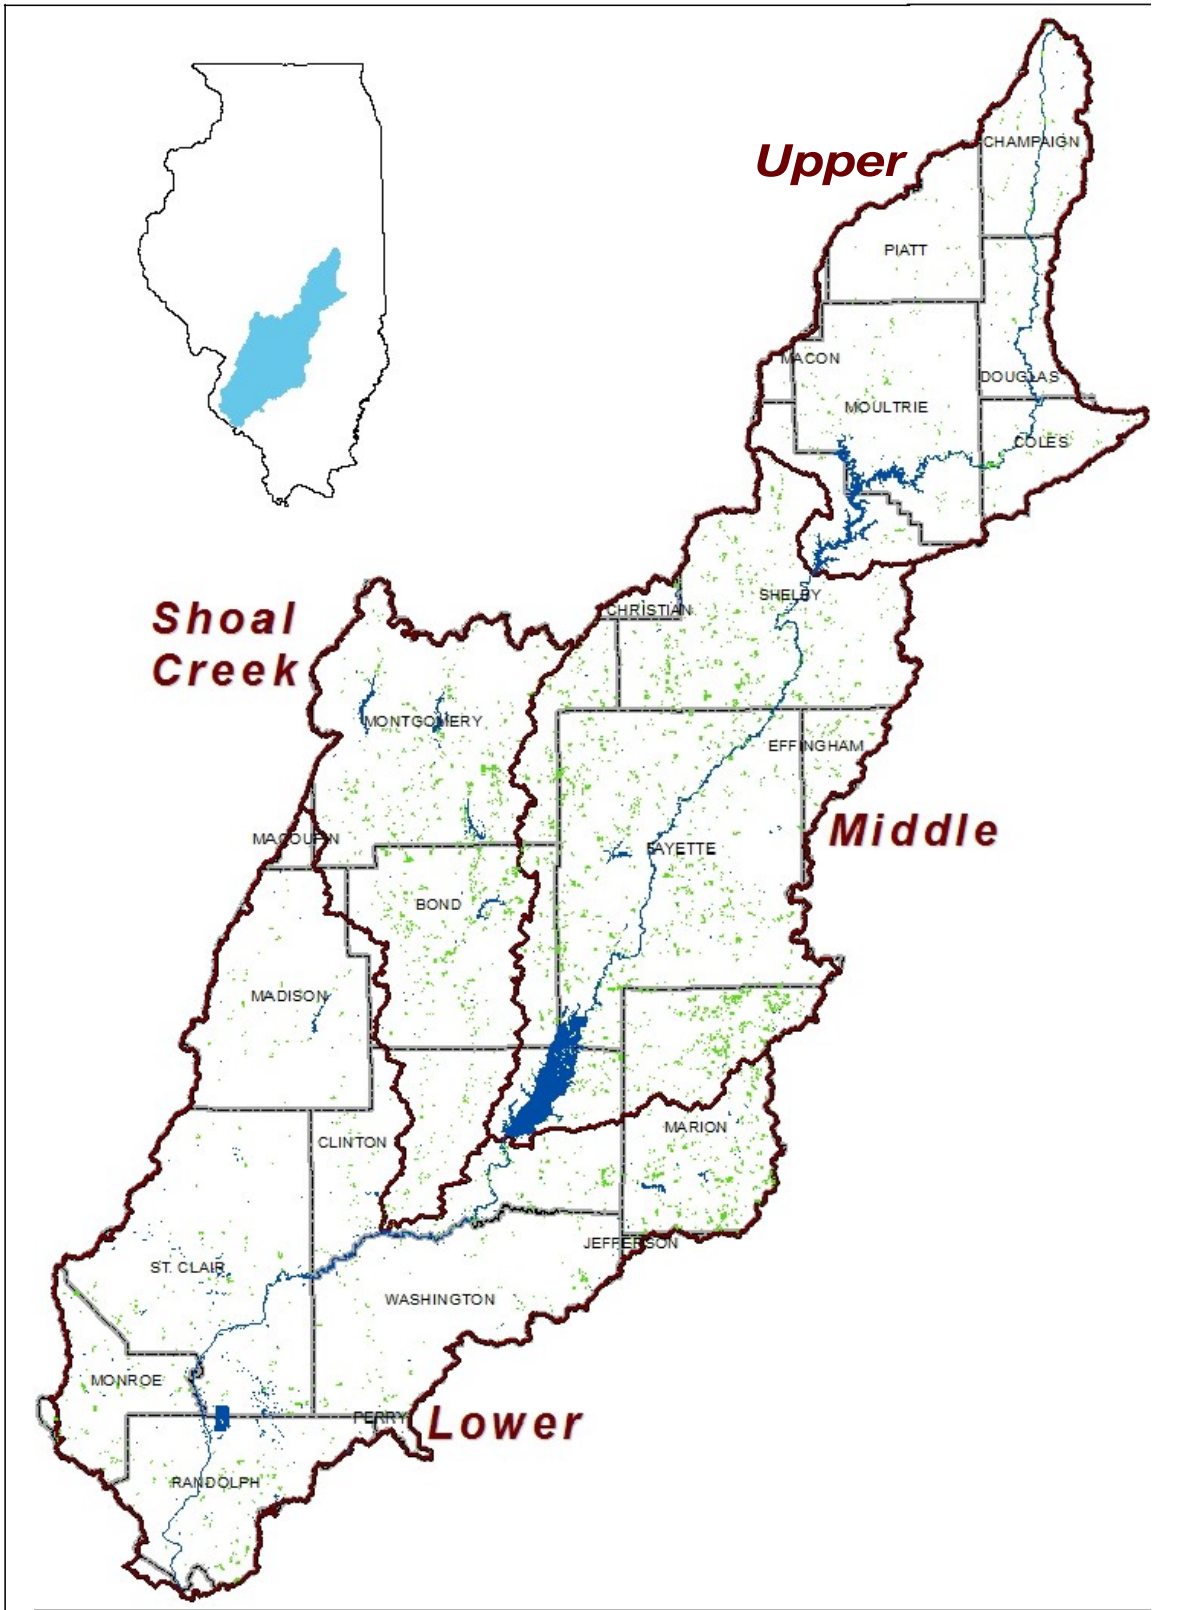 Upper
CHAMPAIGN
PIATT
MACON
DOUGLAS
MOULTRIE
COLES
Shoal
Creek
CHRISTIAN
SHELBY
MONTGOMERY
EFFINGHAM
Middle
MACOUPIN
FAYETTE
BOND
MADISON
MARION
CLINTON
JEFFERSON
ST. CLAIR
WASHINGTON
MONROE
PERRY
Lower
RANDOLPH